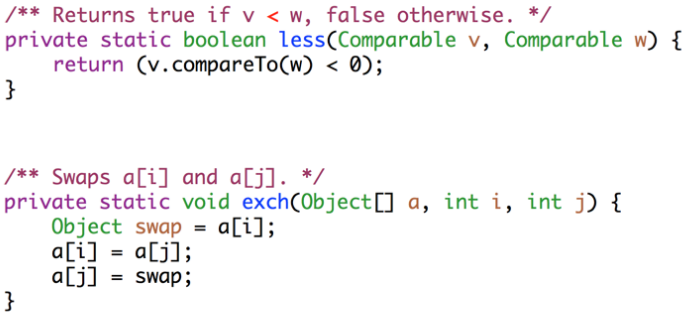 /** Returns true if v < w, false otherwise. */
private static boolean less(Comparable v, Comparable w) {
    return (v.compareTo(w) < 0);
}
/** Swaps a[i] and a[j]. */
private static void exch(Object[] a, int i, int j) {
    Object swap = a[i];
    a[i] = a[j];
    a[j] = swap;
}